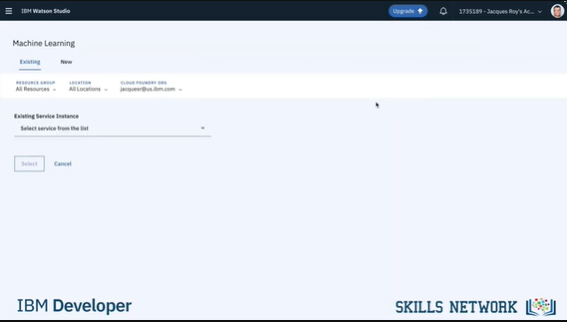 IBM Watson Studio
Upgrade
1735189 - Jacques Roy's Ac...
Machine Learning
Existing
New
RESOURCE GROUP
LOCATION
CLOUD FOUNDRY ORG
All Resources
All Locations
jacquesr@us.ibm.com
Existing Service Instance
Select service from the list
Select
Cancel
IBM Developer
SKILLS NETWORK